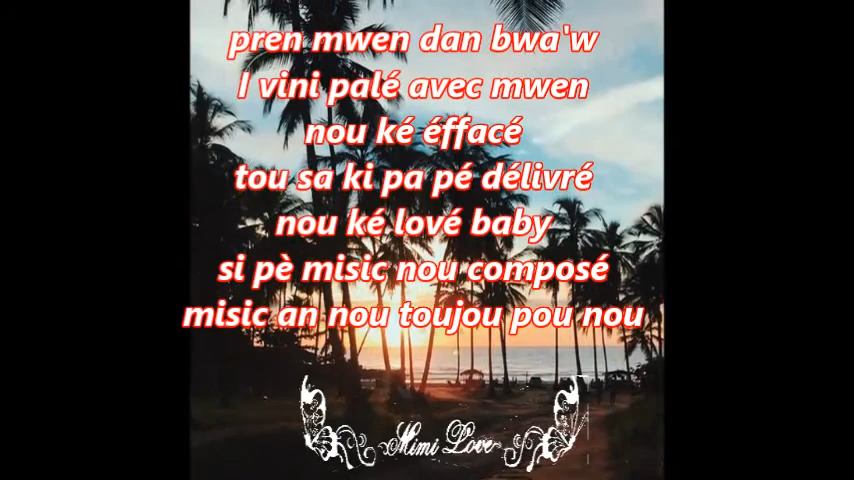 pren mwen dan bwa'w
I vini palé avec mwen
nou ké éffacé
tou sa ki pa pé délivré
nou ké lové baby
si pè misic nou composé
misic an nou toujou pou nou
Mimi Love